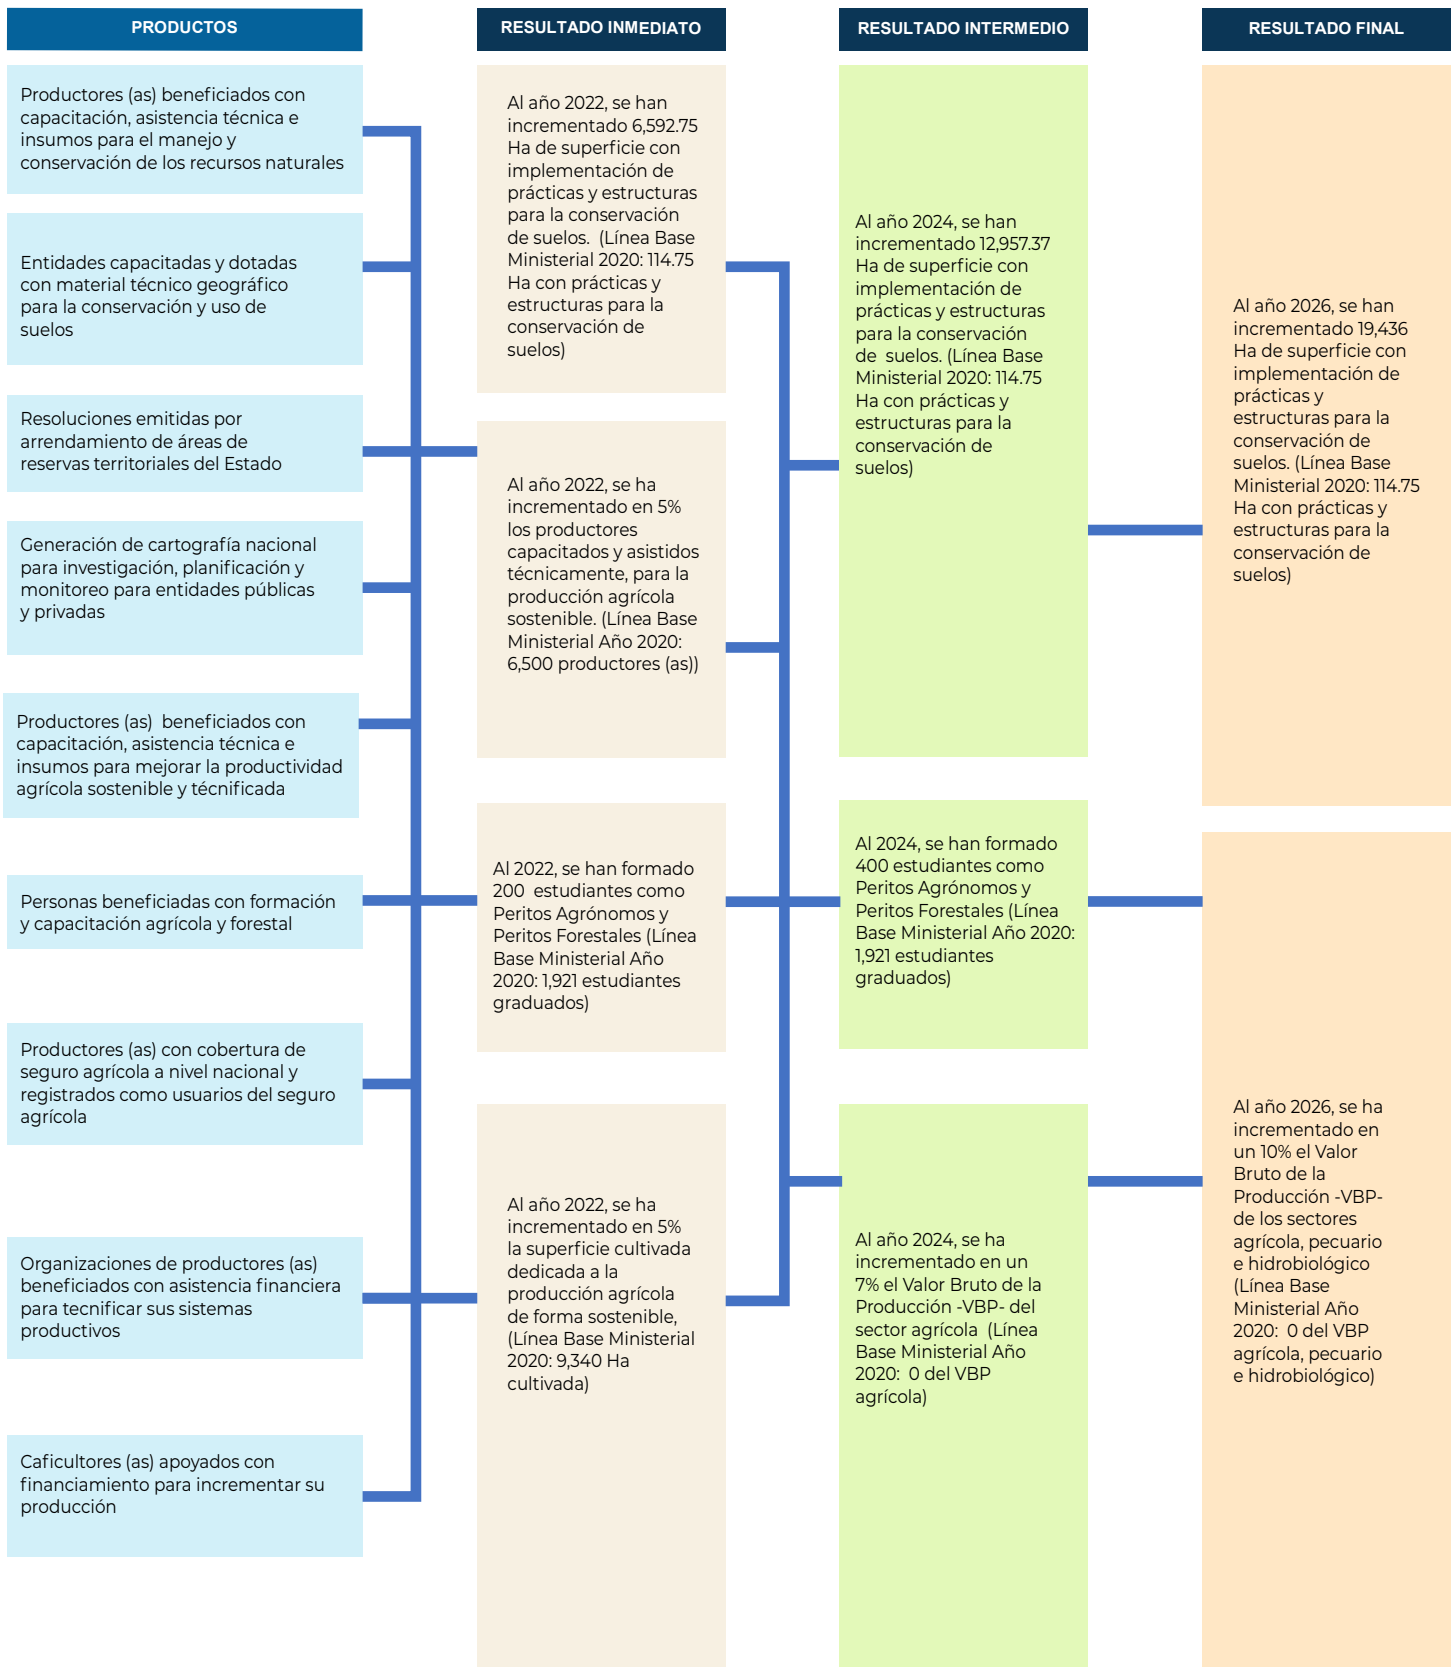 PRODUCTOS
Productores (as) beneficiados con
capacitación, asistencia técnica e
insumos para el manejo y
conservación de los recursos naturales
Entidades capacitadas y dotadas
con material técnico geográfico
para la conservación y uso de
suelos
Resoluciones emitidas por
arrendamiento de áreas de
reservas territoriales del Estado
Generación de cartografía nacional
para investigación, planificación y
monitoreo para entidades públicas
y privadas
Productores (as) beneficiados con
capacitación, asistencia técnica e
insumos para mejorar la productividad
agrícola sostenible y técnificada
Personas beneficiadas con formación
y capacitación agrícola y forestal
Productores (as) con cobertura de
seguro agrícola a nivel nacional y
registrados como usuarios del seguro
agrícola
Organizaciones de productores (as)
beneficiados con asistencia financiera
para tecnificar sus sistemas
productivos
Caficultores (as) apoyados con
financiamiento para incrementar su
producción
RESULTADO INMEDIATO
Al año 2022, se han
incrementado 6,592.75
Ha de superficie con
implementación de
prácticas y estructuras
para la conservación
de suelos. (Línea Base
Ministerial 2020: 114.75
Ha con prácticas y
estructuras para la
conservación de
suelos)
Al año 2022, se ha
incrementado en 5%
los productores
capacitados y asistidos
técnicamente, para la
producción agrícola
sostenible. (Línea Base
Ministerial Año 2020:
6,500 productores (as))
Al 2022, se han formado
200 estudiantes como
Peritos Agrónomos y
Peritos Forestales (Línea
Base Ministerial Año
2020: 1,921 estudiantes
graduados)
Al año 2022, se ha
incrementado en 5%
la superficie cultivada
dedicada a la
producción agrícola
de forma sostenible,
(Línea Base Ministerial
2020: 9,340 Ha
cultivada)
RESULTADO INTERMEDIO
Al año 2024, se han
incrementado 12,957.37
Ha de superficie con
implementación de
prácticas y estructuras
para la conservación
de suelos. (Línea Base
Ministerial 2020: 114.75
Ha con prácticas y
estructuras para la
conservación de
suelos)
Al 2024, se han formado
400 estudiantes como
Peritos Agrónomos y
Peritos Forestales (Línea
Base Ministerial Año 2020:
1,921 estudiantes
graduados)
Al año 2024, se ha
incrementado en un
7% el Valor Bruto de la
Producción -VBP- del
sector agrícola (Línea
Base Ministerial Año
2020: 0 del VBP
agrícola)
RESULTADO FINAL
Al año 2026, se han
incrementado 19,436
Ha de superficie con
implementación de
prácticas y
estructuras para la
conservación de
suelos. (Línea Base
Ministerial 2020: 114.75
Ha con prácticas y
estructuras para la
conservación de
suelos)
Al año 2026, se ha
incrementado en
un 10% el Valor
Bruto de la
Producción -VBP-
de los sectores
agrícola, pecuario
e hidrobiológico
(Línea Base
Ministerial Año
2020: 0 del VBP
agrícola, pecuario
e hidrobiológico)